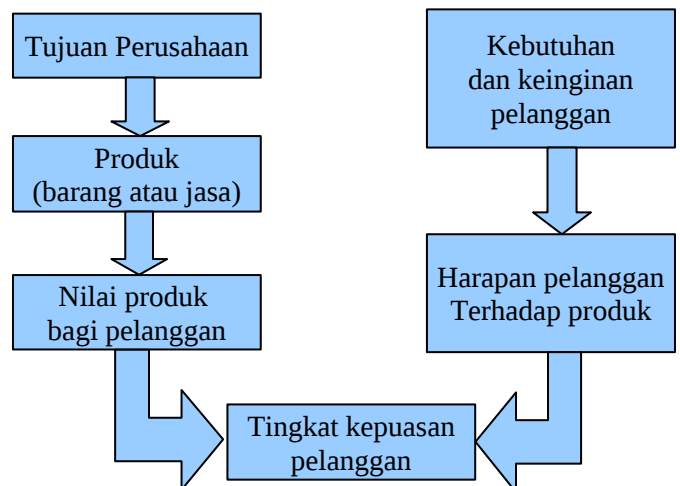 Tujuan Perusahaan
Produk
(barang atau jasa)
Nilai produk
bagi pelanggan
Kebutuhan
dan keinginan
pelanggan
Harapan pelanggan
Terhadap produk
Tingkat kepuasan
pelanggan